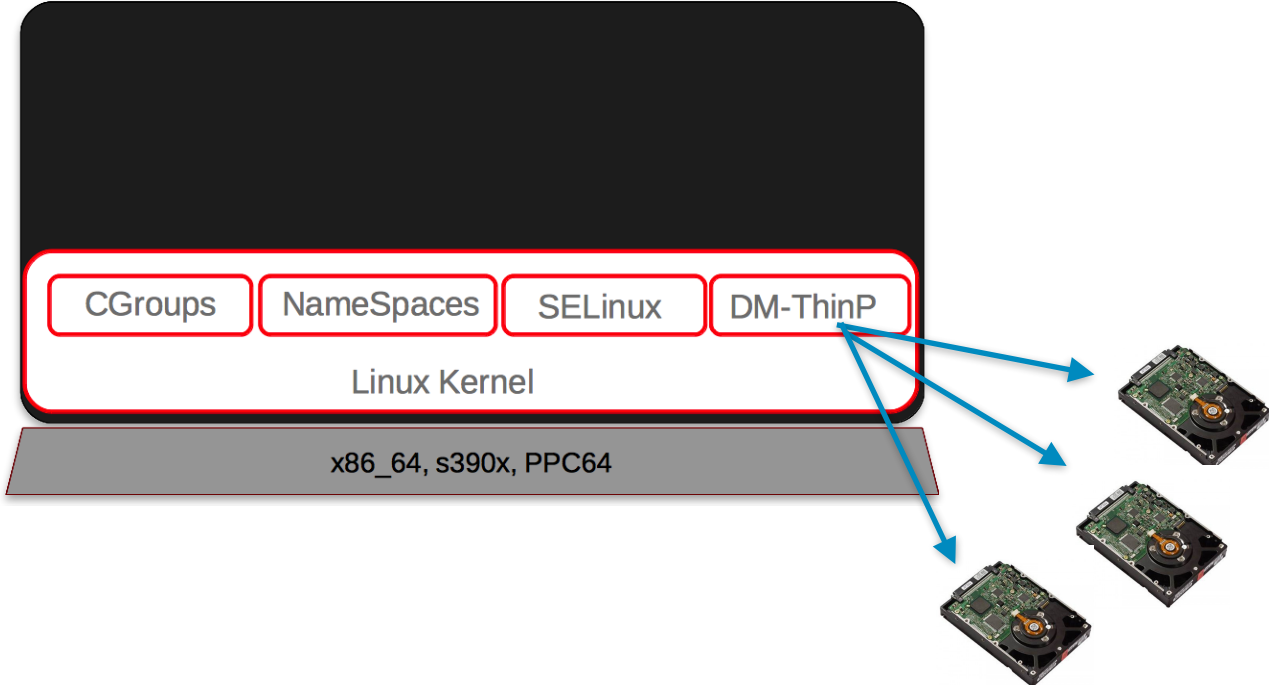 CGroups
NameSpaces
SELinux
DM-ThinP
Linux Kernel
x86_64, s390x, PPC64